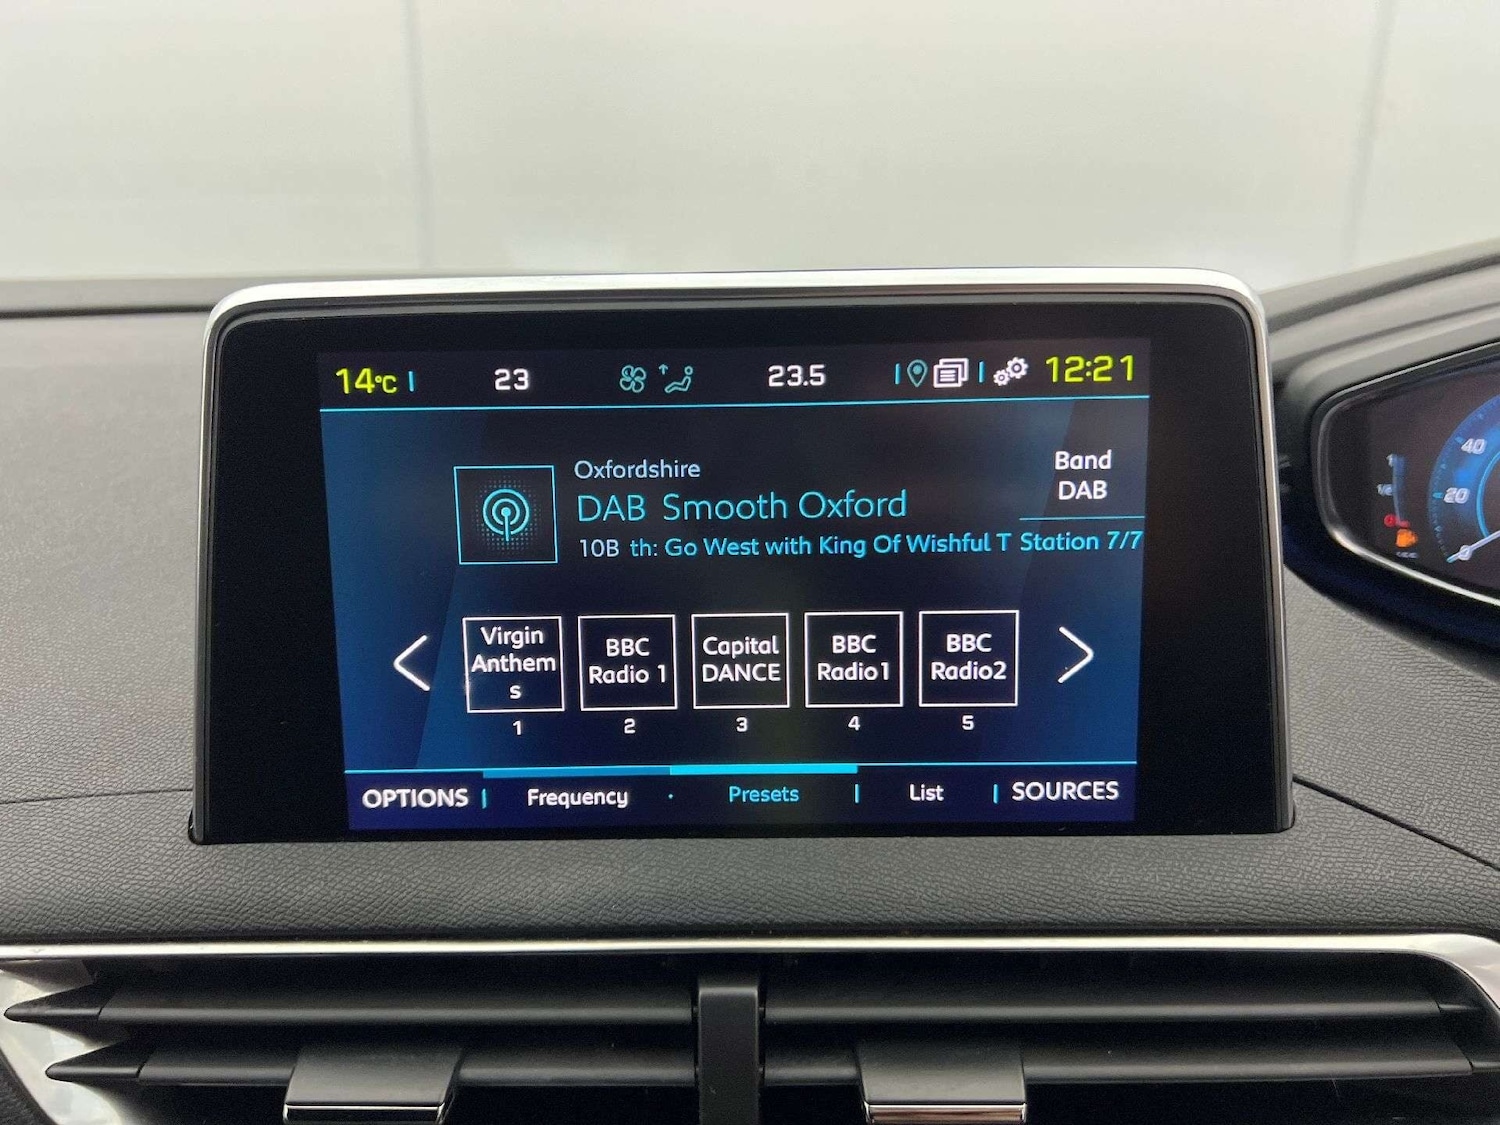 14°C 23 23.5 12:21
Oxfordshire
DAB Smooth Oxford
10B th: Go West with King Of Wishful T Station 7/7
Band
DAB
Virgin
Anthem
s
1
BBC
Radio 1
2
Capital
DANCE
3
BBC
Radio1
4
BBC
Radio2
5
OPTIONS Frequency Presets List SOURCES
40
20
0
1